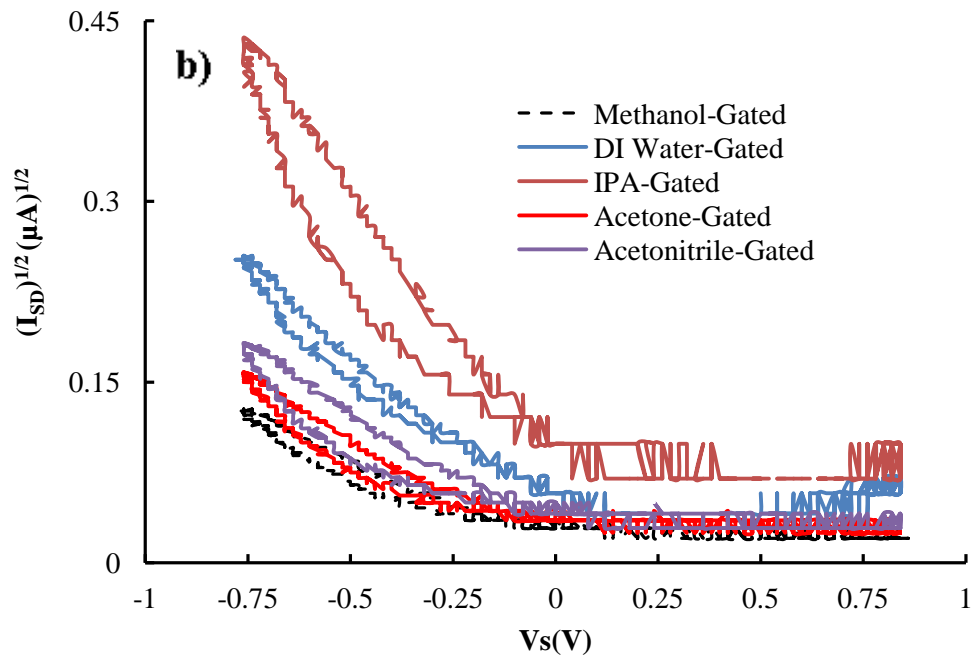 0.45
b)
Methanol-Gated
DI Water-Gated
IPA-Gated
Acetone-Gated
Acetonitrile-Gated
0.3
(I_SD)^1/2 (µA)^1/2
0.15
0
-1 -0.75 -0.5 -0.25 0 0.25 0.5 0.75 1
Vs(V)